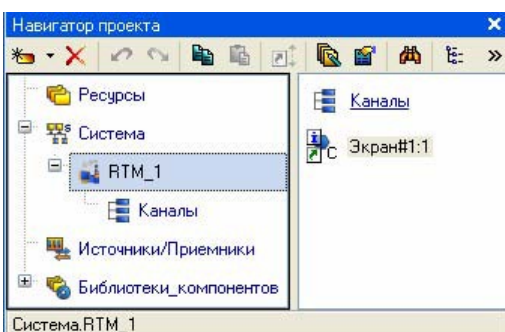 Навигатор проекта
Ресурсы
Система
RTM_1
Каналы
Источники/Приемники
Библиотеки_компонентов
Каналы
C Экран#1:1
Система.RTM_1